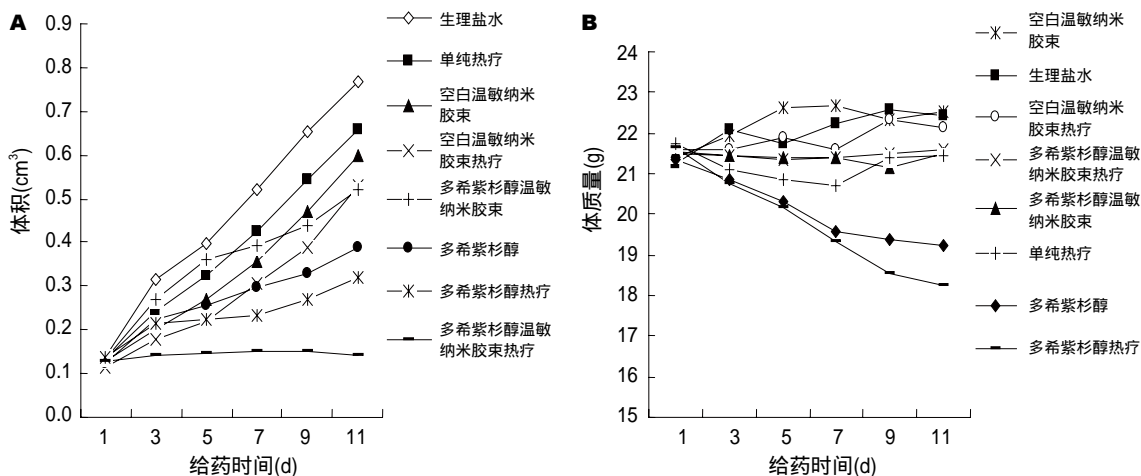 A
体积(cm³)
0.9
0.8
0.7
0.6
0.5
0.4
0.3
0.2
0.1
0.0
1 3 5 7 9 11
给药时间(d)
生理盐水
单纯热疗
空白温敏纳米
胶束
空白温敏纳米
胶束热疗
多希紫杉醇温敏
纳米胶束
多希紫杉醇
多希紫杉醇热疗
多希紫杉醇温敏
纳米胶束热疗
B
体质量(g)
24
23
22
21
20
19
18
17
16
15
1 3 5 7 9 11
给药时间(d)
空白温敏纳米
胶束
生理盐水
空白温敏纳米
胶束热疗
多希紫杉醇温敏
纳米胶束热疗
多希紫杉醇温敏
纳米胶束
单纯热疗
多希紫杉醇
多希紫杉醇热疗